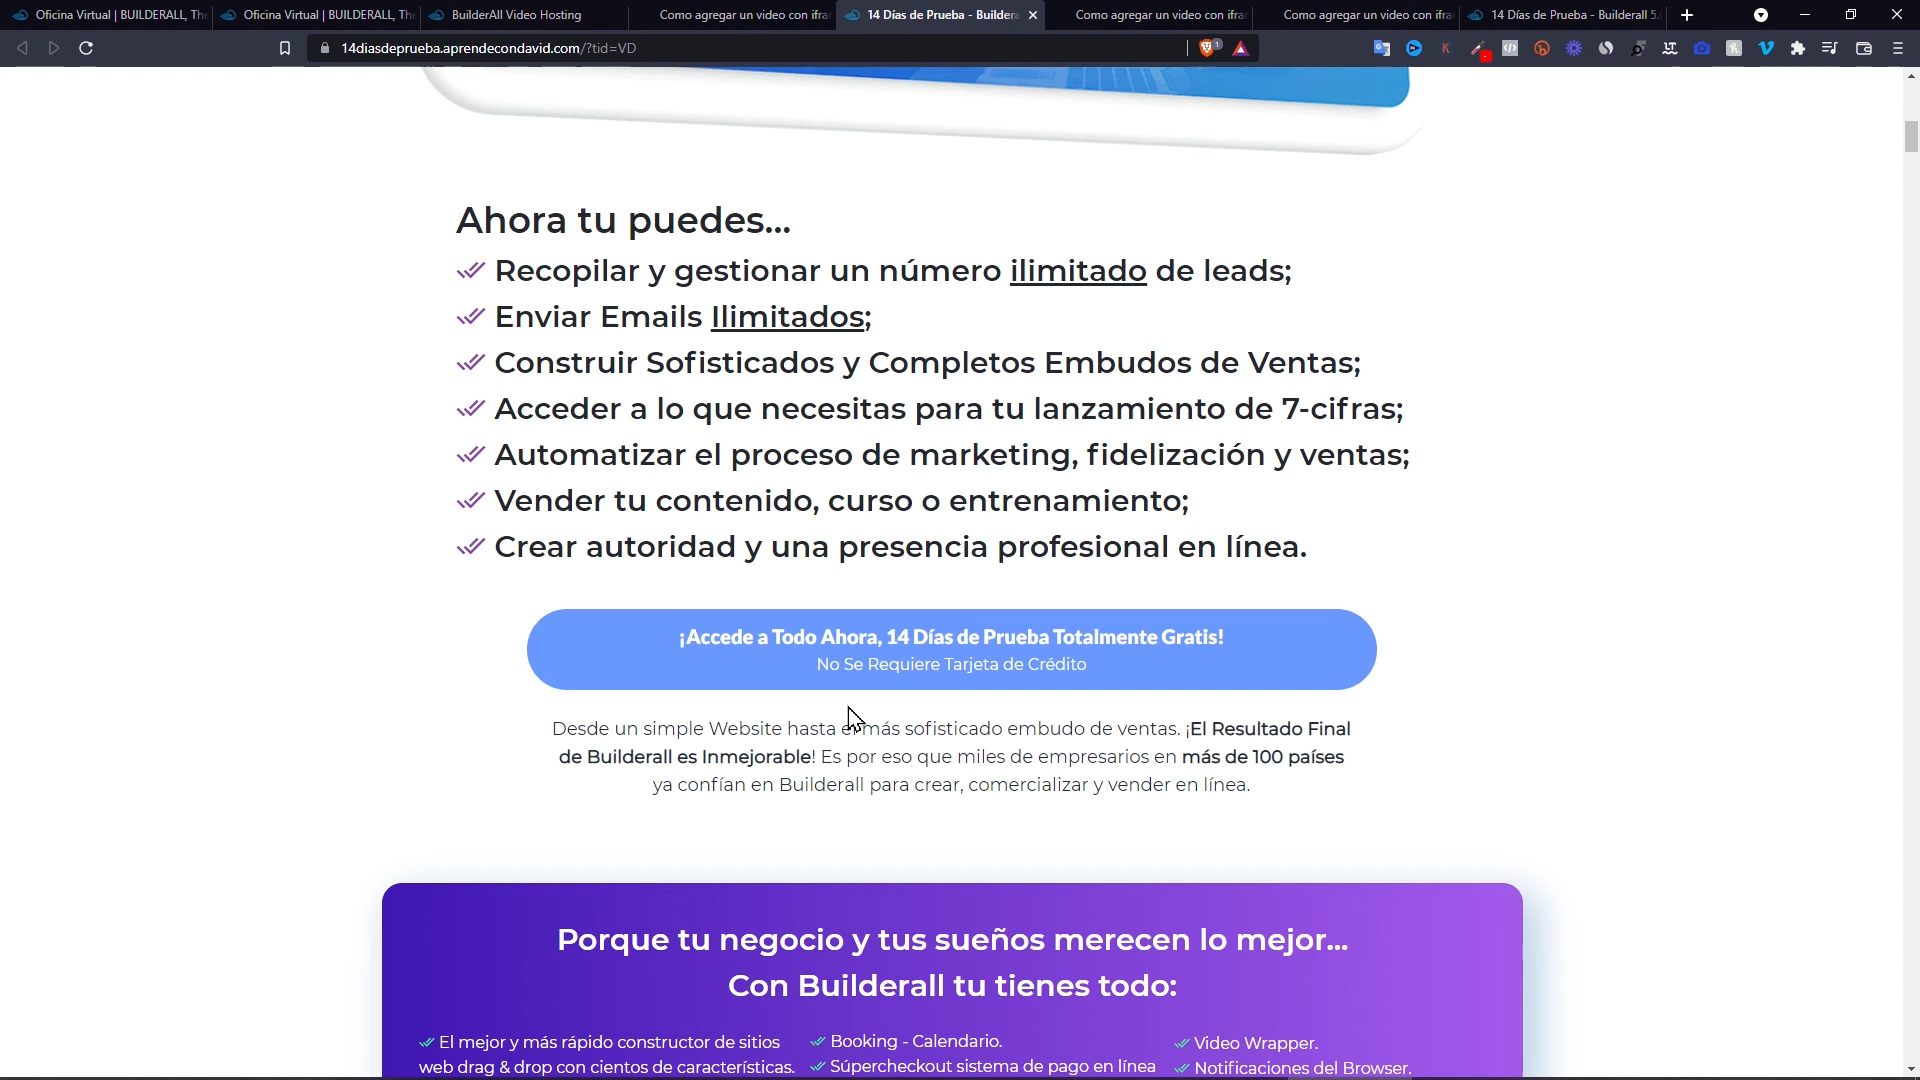 Oficina Virtual | BUILDERALL, Th
Oficina Virtual | BUILDERALL, Th
BuilderAll Video Hosting
Como agregar un video con ifra
14 Días de Prueba - Buildera
Como agregar un video con ifra
Como agregar un video con ifra
14 Días de Prueba - Builderall 5.
14diasdeprueba.aprendecondavid.com/?tid=VD
Ahora tu puedes...
Recopilar y gestionar un número ilimitado de leads;
Enviar Emails Ilimitados;
Construir Sofisticados y Completos Embudos de Ventas;
Acceder a lo que necesitas para tu lanzamiento de 7-cifras;
Automatizar el proceso de marketing, fidelización y ventas;
Vender tu contenido, curso o entrenamiento;
Crear autoridad y una presencia profesional en línea.
¡Accede a Todo Ahora, 14 Días de Prueba Totalmente Gratis!
No Se Requiere Tarjeta de Crédito
Desde un simple Website hasta el más sofisticado embudo de ventas. ¡El Resultado Final
de Builderall es Inmejorable! Es por eso que miles de empresarios en más de 100 países
ya confían en Builderall para crear, comercializar y vender en línea.
Porque tu negocio y tus sueños merecen lo mejor...
Con Builderall tu tienes todo:
El mejor y más rápido constructor de sitios
web drag & drop con cientos de características.
Booking - Calendario.
Súpercheckout sistema de pago en línea
Video Wrapper.
Notificaciones del Browser.